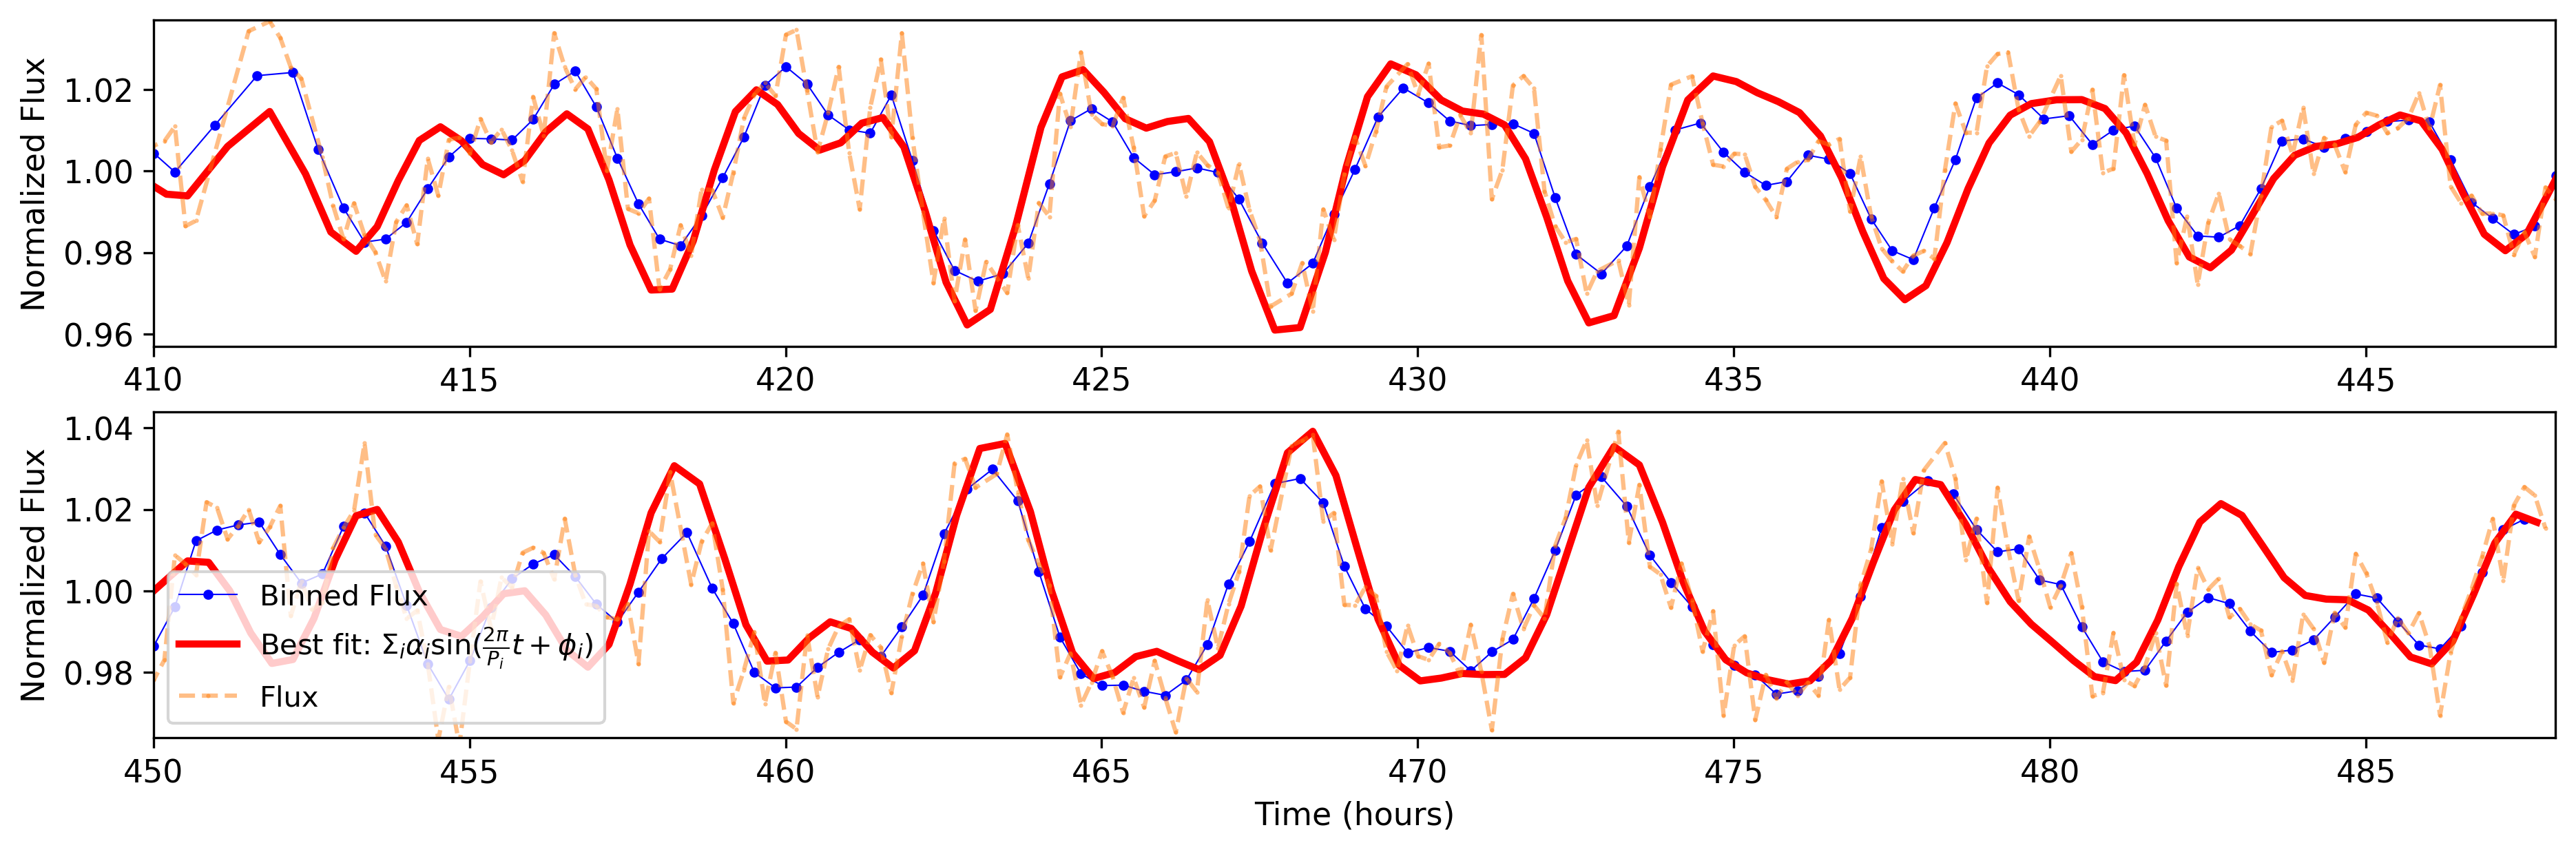 Normalized Flux
1.02
1.00
0.98
0.96
410 415 420 425 430 435 440 445
Normalized Flux
1.04
1.02
1.00
0.98
Binned Flux
Best fit: Σ_i α_i sin(2π/P_i t + ϕ_i)
Flux
450 455 460 465 470 475 480 485
Time (hours)